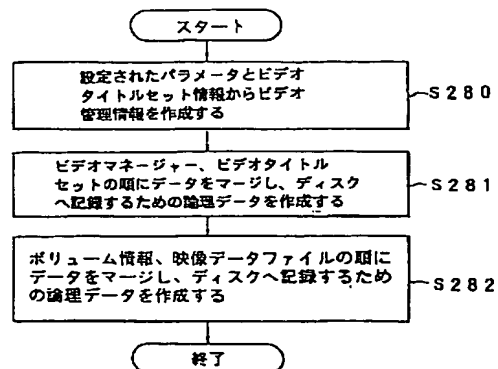 スタート
設定されたパラメータとビデオ
タイトルセット情報からビデオ
管理情報を作成する
S280
ビデオマネージャー、ビデオタイトル
セットの順にデータをマージし、ディスク
へ記録するための論理データを作成する
S281
ボリューム情報、映像データファイルの順に
データをマージし、ディスクへ記録するため
の論理データを作成する
S282
終了